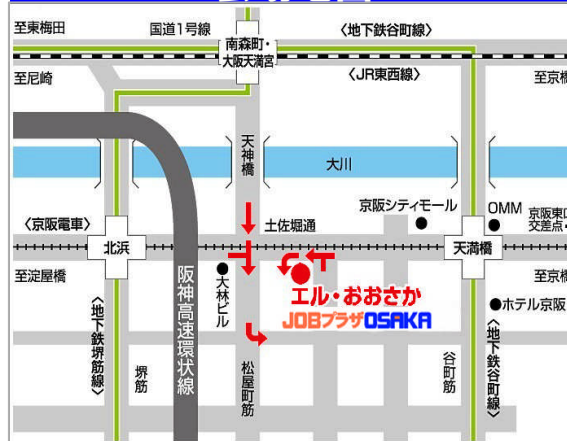 至東梅田
国道1号線
南森町・
大阪天満宮
〈地下鉄谷町線〉
〈JR東西線〉
至尼崎
至京橋
天神橋
大川
京阪シティモール
OMM
京阪東口
交差点
土佐堀通
〈京阪電車〉
北浜
天満橋
至淀屋橋
至京橋
大林ビル
エル・おおさか
JOBプラザOSAKA
ホテル京阪
阪神高速環状線
〈地下鉄堺筋線〉
堺筋
松屋町筋
谷町筋
〈地下鉄谷町線〉